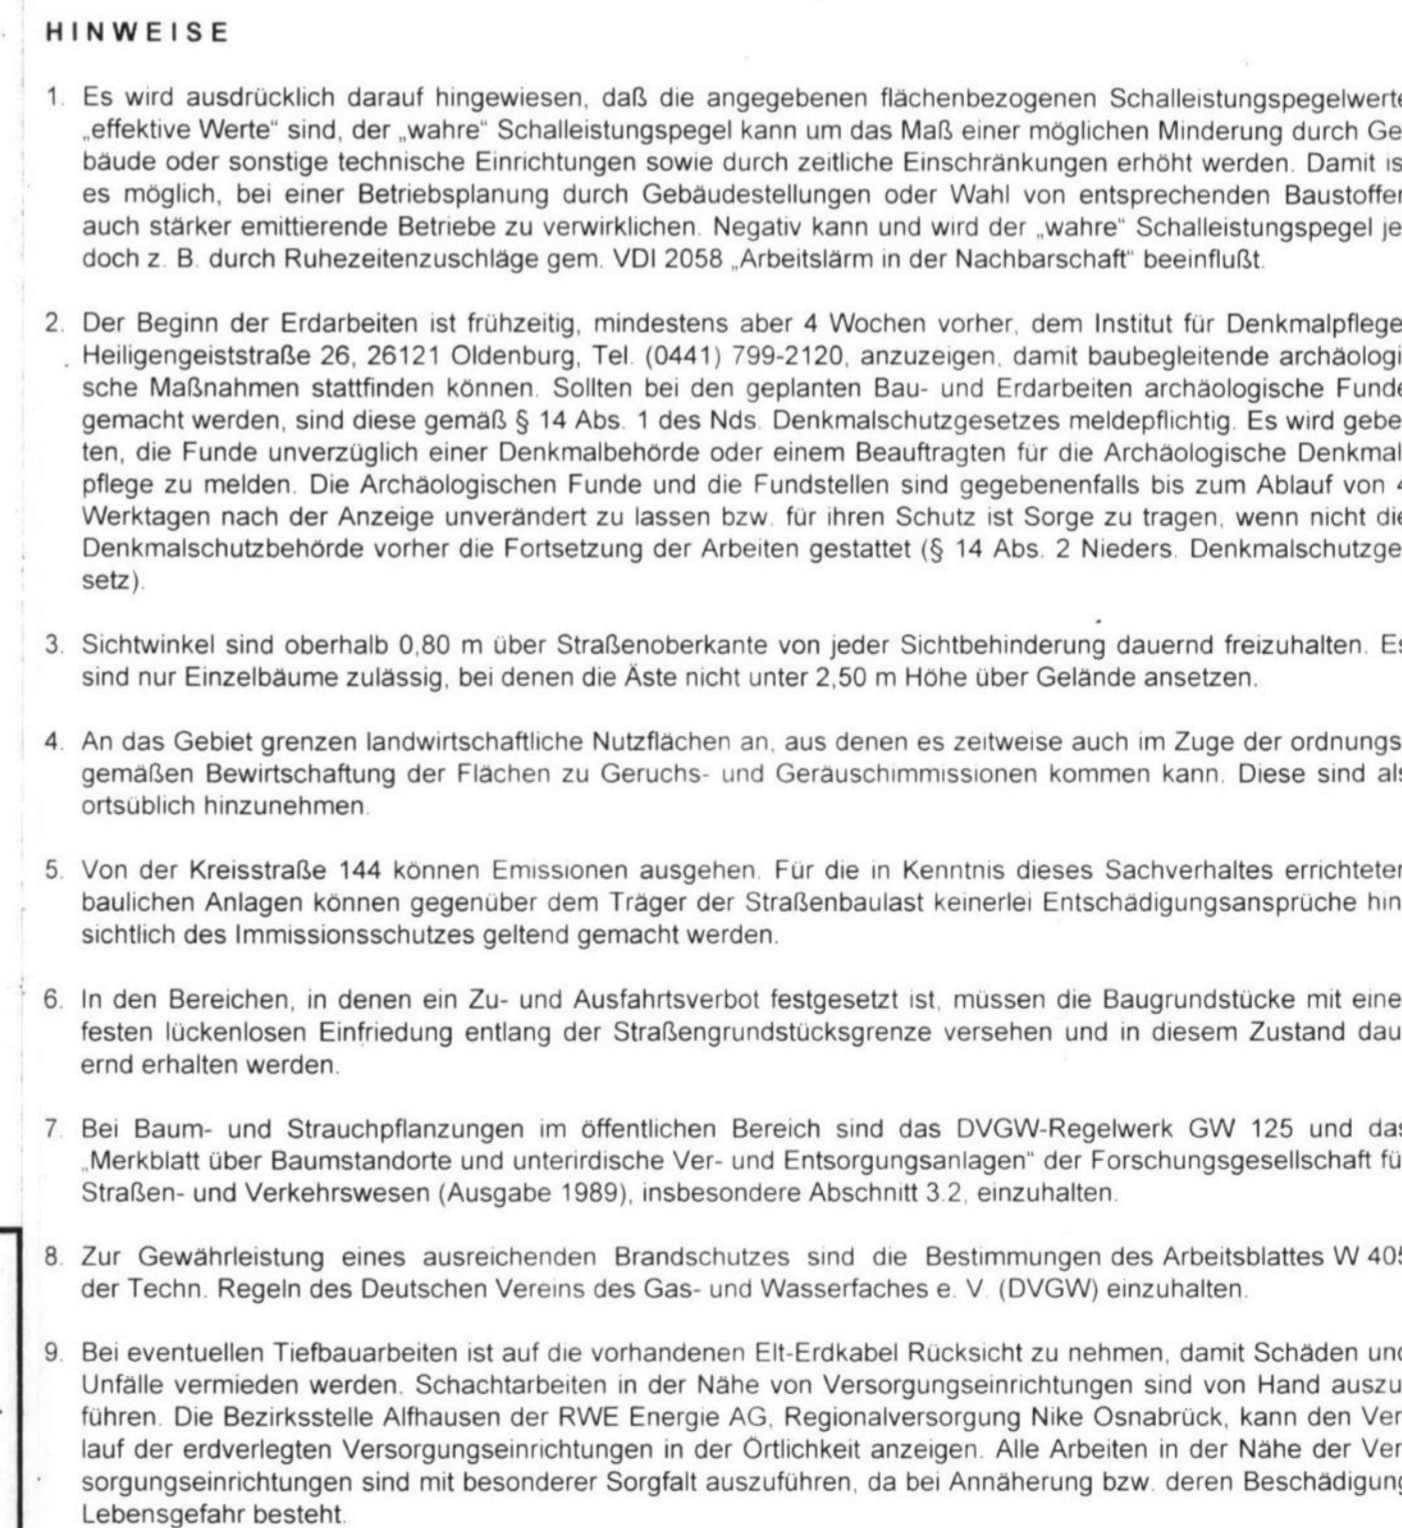 HINWEISE
1. Es wird ausdrücklich darauf hingewiesen, daß die angegebenen flächenbezogenen Schalleistungspegelwerte
„effektive Werte“ sind, der „wahre“ Schalleistungspegel kann um das Maß einer möglichen Minderung durch Ge
bäude oder sonstige technische Einrichtungen sowie durch zeitliche Einschränkungen erhöht werden. Damit is
es möglich, bei einer Betriebsplanung durch Gebäudestellungen oder Wahl von entsprechenden Baustoffen
auch stärker emittierende Betriebe zu verwirklichen. Negativ kann und wird der „wahre“ Schalleistungspegel je
doch z. B. durch Ruhezeitenzuschläge gem. VDI 2058 „Arbeitslärm in der Nachbarschaft“ beeinflußt.
2. Der Beginn der Erdarbeiten ist frühzeitig, mindestens aber 4 Wochen vorher, dem Institut für Denkmalpflege
Heiligengeiststraße 26, 26121 Oldenburg, Tel. (0441) 799-2120, anzuzeigen, damit baubegleitende archäologi
sche Maßnahmen stattfinden können. Sollten bei den geplanten Bau- und Erdarbeiten archäologische Funde
gemacht werden, sind diese gemäß § 14 Abs. 1 des Nds. Denkmalschutzgesetzes meldepflichtig. Es wird gebe
ten, die Funde unverzüglich einer Denkmalbehörde oder einem Beauftragten für die Archäologische Denkmal
pflege zu melden. Die Archäologischen Funde und die Fundstellen sind gegebenenfalls bis zum Ablauf von 4
Werktagen nach der Anzeige unverändert zu lassen bzw. für ihren Schutz ist Sorge zu tragen, wenn nicht die
Denkmalschutzbehörde vorher die Fortsetzung der Arbeiten gestattet (§ 14 Abs. 2 Nieders. Denkmalschutzge
setz).
3. Sichtwinkel sind oberhalb 0,80 m über Straßenoberkante von jeder Sichtbehinderung dauernd freizuhalten. Es
sind nur Einzelbäume zulässig, bei denen die Äste nicht unter 2,50 m Höhe über Gelände ansetzen.
4. An das Gebiet grenzen landwirtschaftliche Nutzflächen an, aus denen es zeitweise auch im Zuge der ordnungs
gemäßen Bewirtschaftung der Flächen zu Geruchs- und Geräuschimmissionen kommen kann. Diese sind als
ortsüblich hinzunehmen.
5. Von der Kreisstraße 144 können Emissionen ausgehen. Für die in Kenntnis dieses Sachverhaltes errichteten
baulichen Anlagen können gegenüber dem Träger der Straßenbaulast keinerlei Entschädigungsansprüche hin
sichtlich des Immissionsschutzes geltend gemacht werden.
6. In den Bereichen, in denen ein Zu- und Ausfahrtsverbot festgesetzt ist, müssen die Baugrundstücke mit eine
festen lückenlosen Einfriedung entlang der Straßengrundstücksgrenze versehen und in diesem Zustand dau
ernd erhalten werden.
7. Bei Baum- und Strauchpflanzungen im öffentlichen Bereich sind das DVGW-Regelwerk GW 125 und das
„Merkblatt über Baumstandorte und unterirdische Ver- und Entsorgungsanlagen“ der Forschungsgesellschaft fü
Straßen- und Verkehrswesen (Ausgabe 1989), insbesondere Abschnitt 3.2, einzuhalten.
8. Zur Gewährleistung eines ausreichenden Brandschutzes sind die Bestimmungen des Arbeitsblattes W 405
der Techn. Regeln des Deutschen Vereins des Gas- und Wasserfaches e. V. (DVGW) einzuhalten.
9. Bei eventuellen Tiefbauarbeiten ist auf die vorhandenen Elt-Erdkabel Rücksicht zu nehmen, damit Schäden und
Unfälle vermieden werden. Schachtarbeiten in der Nähe von Versorgungseinrichtungen sind von Hand auszu
führen. Die Bezirksstelle Alfhausen der RWE Energie AG, Regionalversorgung Nike Osnabrück, kann den Ver
lauf der erdverlegten Versorgungseinrichtungen in der Örtlichkeit anzeigen. Alle Arbeiten in der Nähe der Ver
sorgungseinrichtungen sind mit besonderer Sorgfalt auszuführen, da bei Annäherung bzw. deren Beschädigung
Lebensgefahr besteht.